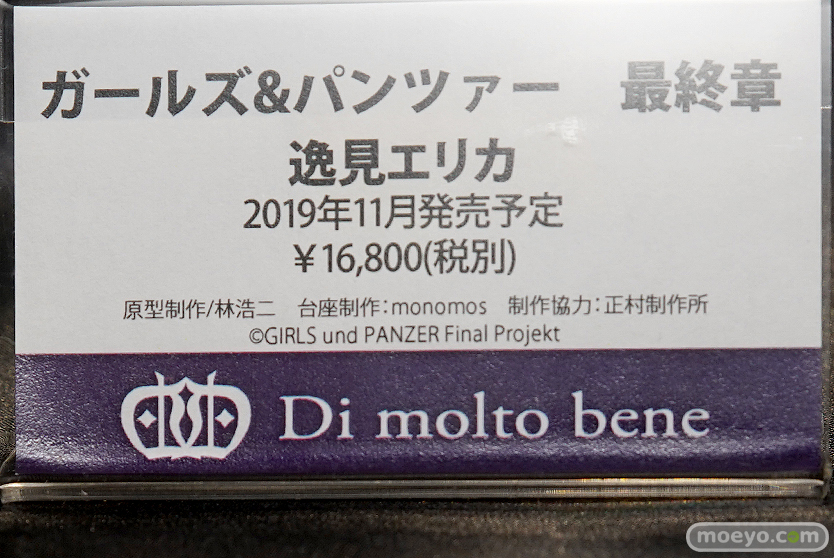 ガールズ&パンツァー　最終章
逸見エリカ
2019年11月発売予定
￥16,800(税別)
原型制作/林浩二　台座制作：monomos　制作協力：正村制作所
©GIRLS und PANZER Final Projekt
Di molto bene
moeyo.com